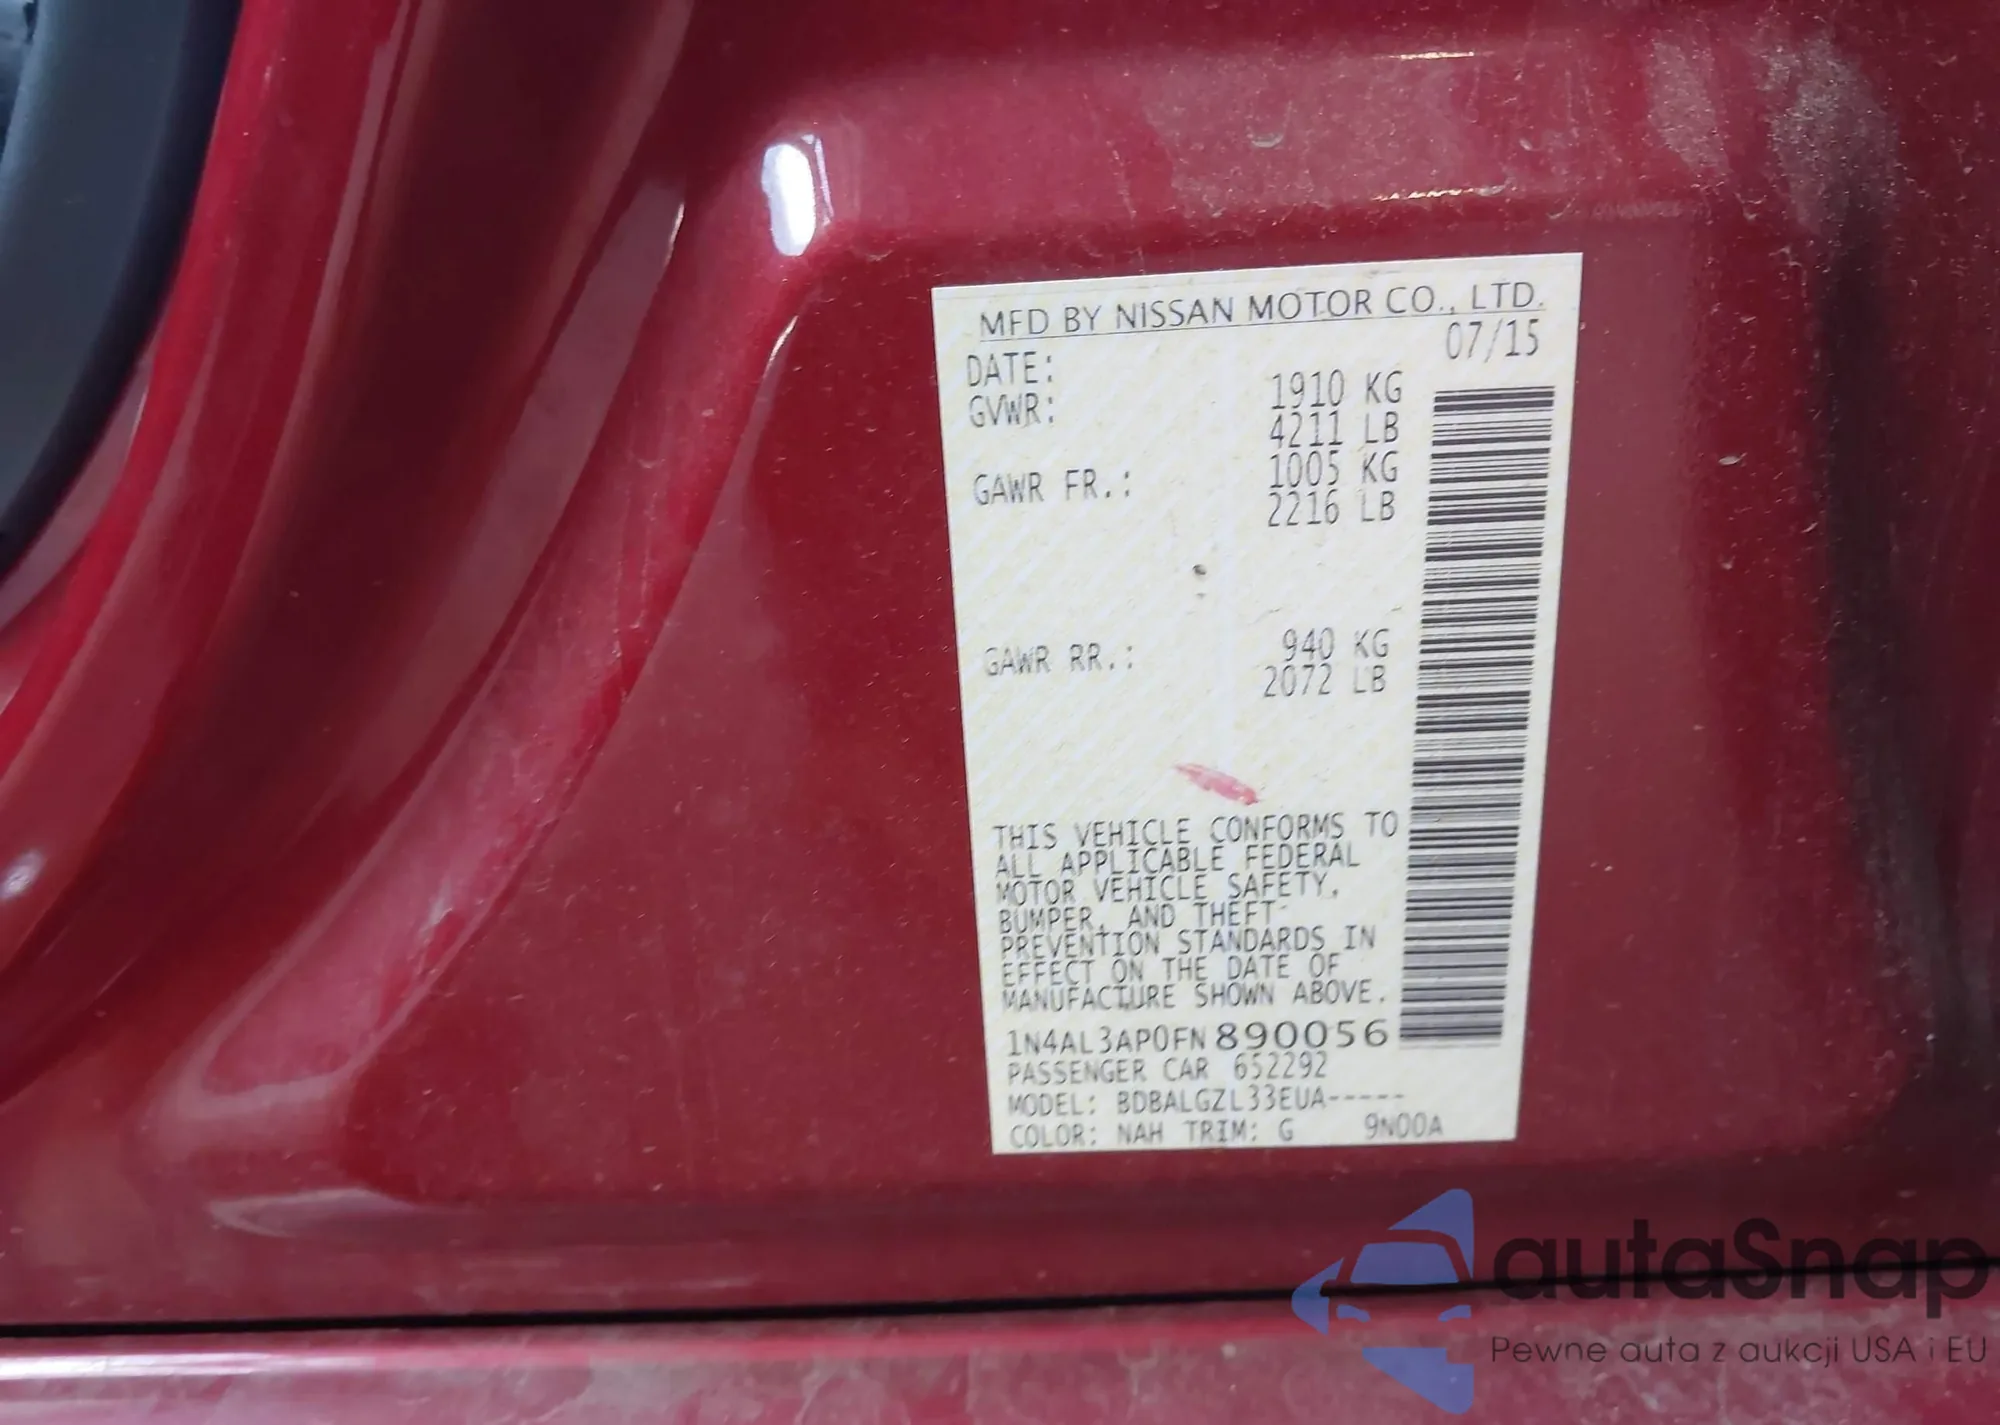 MFD BY NISSAN MOTOR CO., LTD.
DATE: 07/15
GVWR: 1910 KG
4211 LB
GAWR FR.: 1005 KG
2216 LB
GAWR RR.: 940 KG
2072 LB
THIS VEHICLE CONFORMS TO
ALL APPLICABLE FEDERAL
MOTOR VEHICLE SAFETY,
BUMPER, AND THEFT
PREVENTION STANDARDS IN
EFFECT ON THE DATE OF
MANUFACTURE SHOWN ABOVE.
1N4AL3AP0FN890056
PASSENGER CAR 652292
MODEL: BDBALGZL33EUA-----
COLOR: NAH TRIM: G 9N00A
autaSnap
Pewne auta z aukcji USA i EU